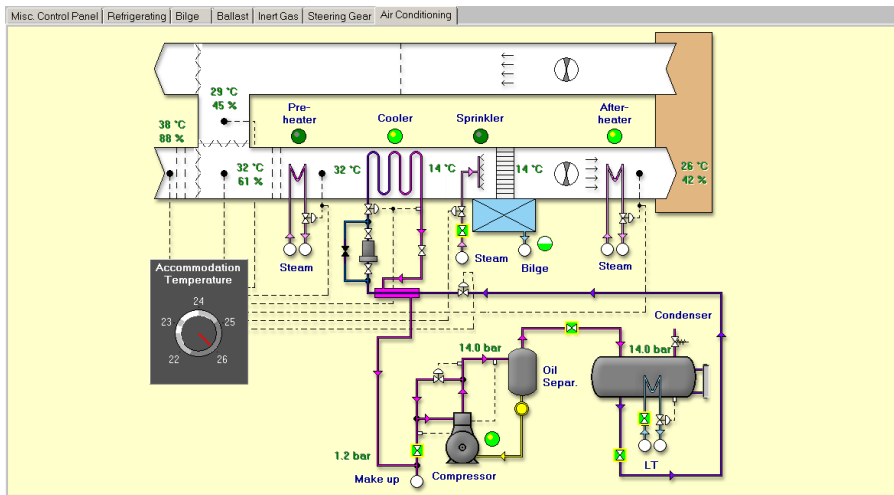 Misc. Control Panel
Refrigerating
Bilge
Ballast
Inert Gas
Steering Gear
Air Conditioning
29 °C
45 %
38 °C
88 %
Pre-
heater
Cooler
Sprinkler
After-
heater
32 °C
61 %
32 °C
14 °C
14 °C
26 °C
42 %
Steam
Steam
Bilge
Steam
Accommodation
Temperature
24
23
25
22
26
Condenser
14.0 bar
14.0 bar
Oil
Separ.
1.2 bar
LT
Make up
Compressor